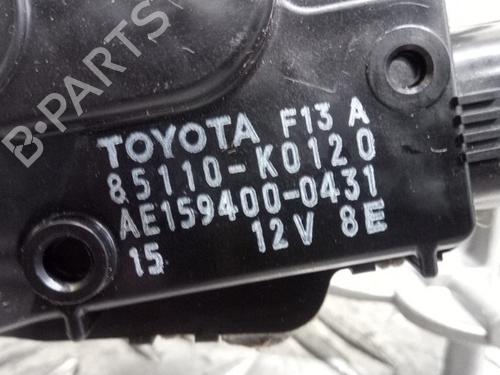 B-PARTS
TOYOTA F13 A
85110-K0120
AE159400-0431
15 12V 8E